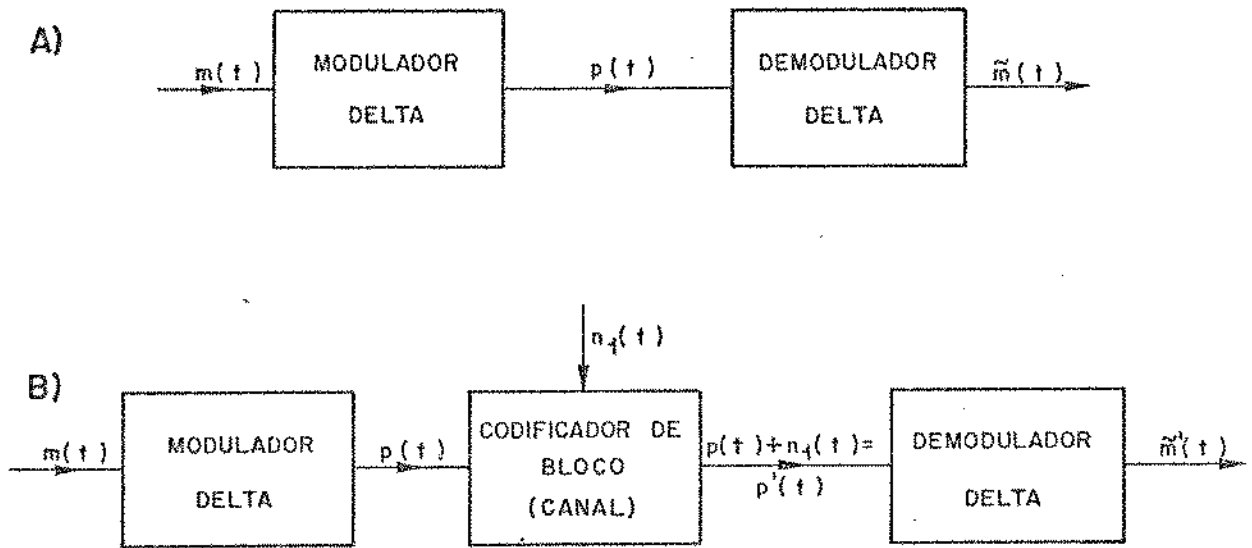 A)
m(t)
MODULADOR
DELTA
p(t)
DEMODULADOR
DELTA
m̃(t)
n₁(t)
B)
m(t)
MODULADOR
DELTA
p(t)
CODIFICADOR DE
BLOCO
(CANAL)
p(t)+n₁(t)=
p'(t)
DEMODULADOR
DELTA
m̃'(t)